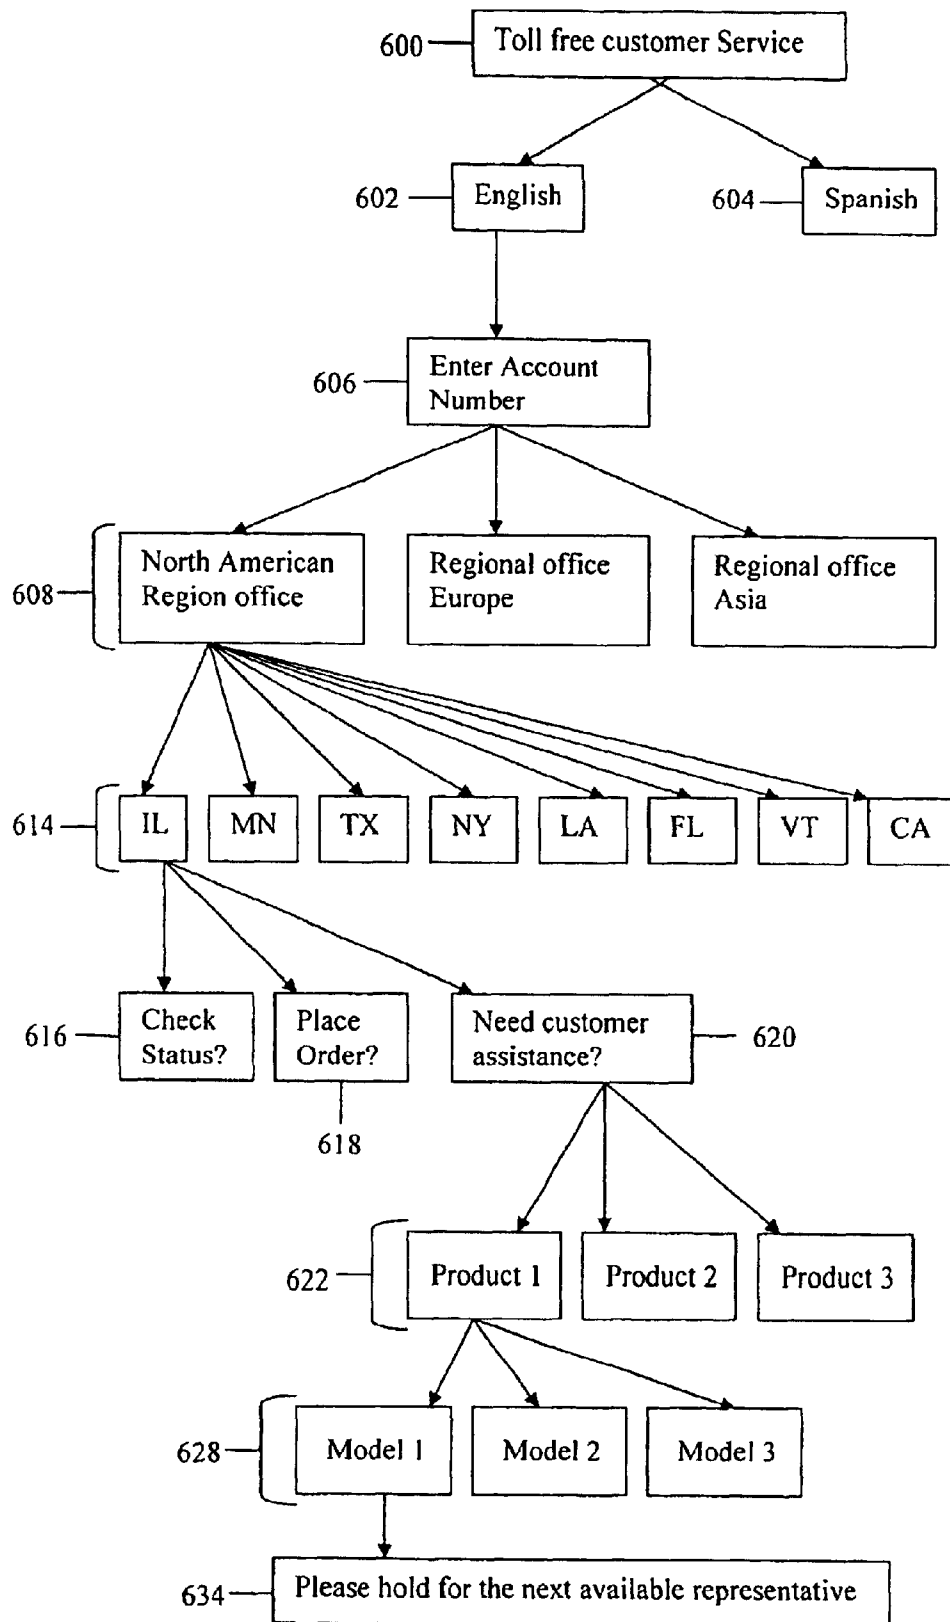 600
Toll free customer Service
602
English
604
Spanish
606
Enter Account
Number
608
North American
Region office
Regional office
Europe
Regional office
Asia
614
IL
MN
TX
NY
LA
FL
VT
CA
616
Check
Status?
Place
Order?
618
Need customer
assistance?
620
622
Product 1
Product 2
Product 3
628
Model 1
Model 2
Model 3
634
Please hold for the next available representative